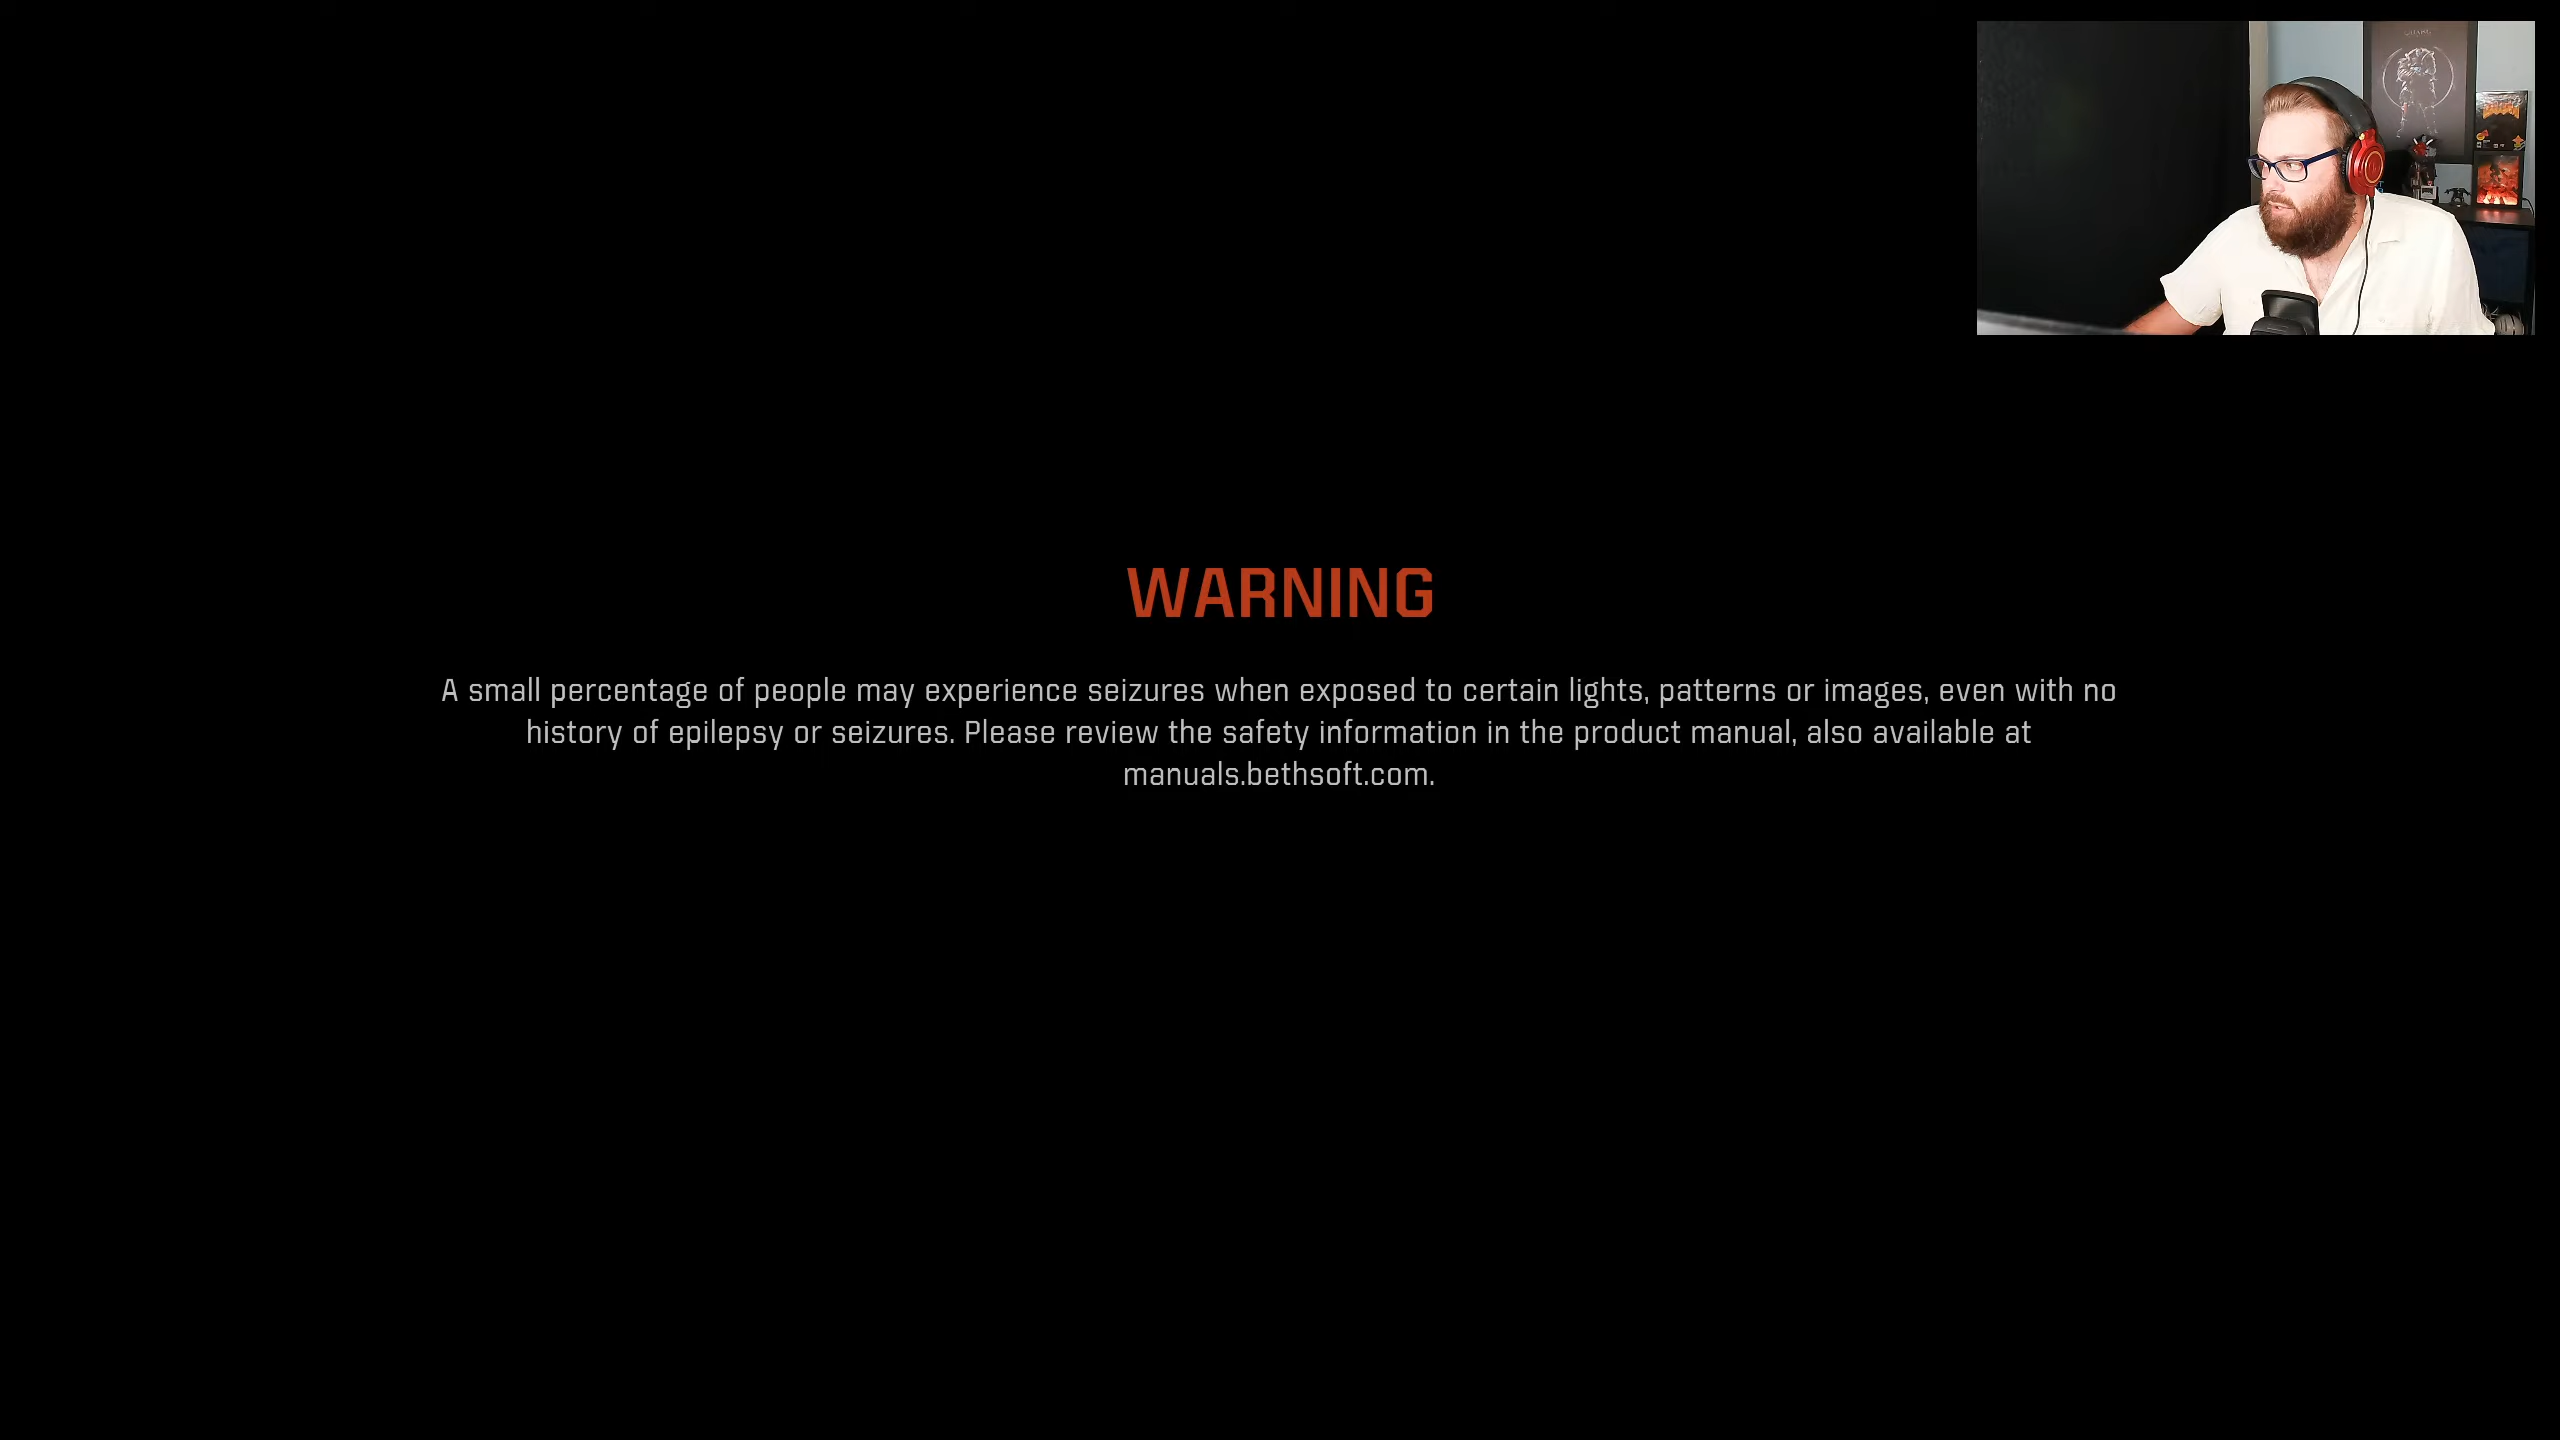 WARNING
A small percentage of people may experience seizures when exposed to certain lights, patterns or images, even with no
history of epilepsy or seizures. Please review the safety information in the product manual, also available at
manuals.bethsoft.com.
DOOM